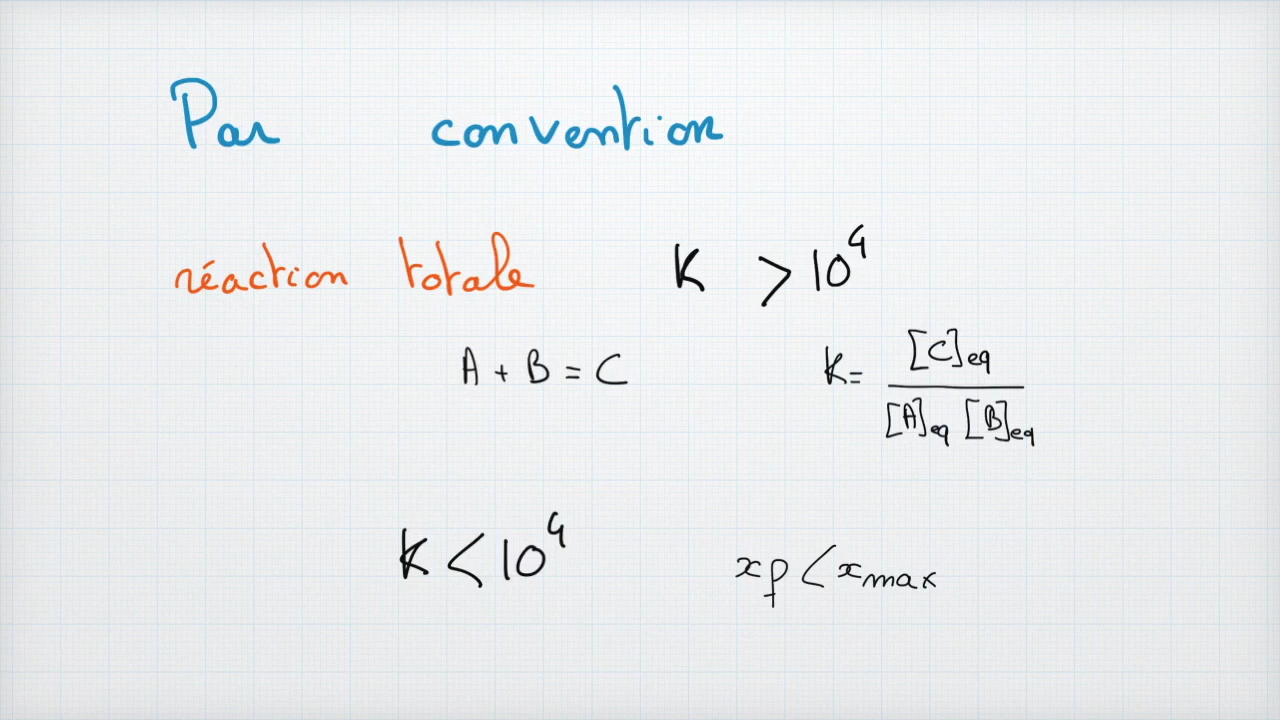 Par convention
réaction totale K > 10⁴
A + B = C
K = [C]eq / [A]eq [B]eq
K < 10⁴ xf < xmax